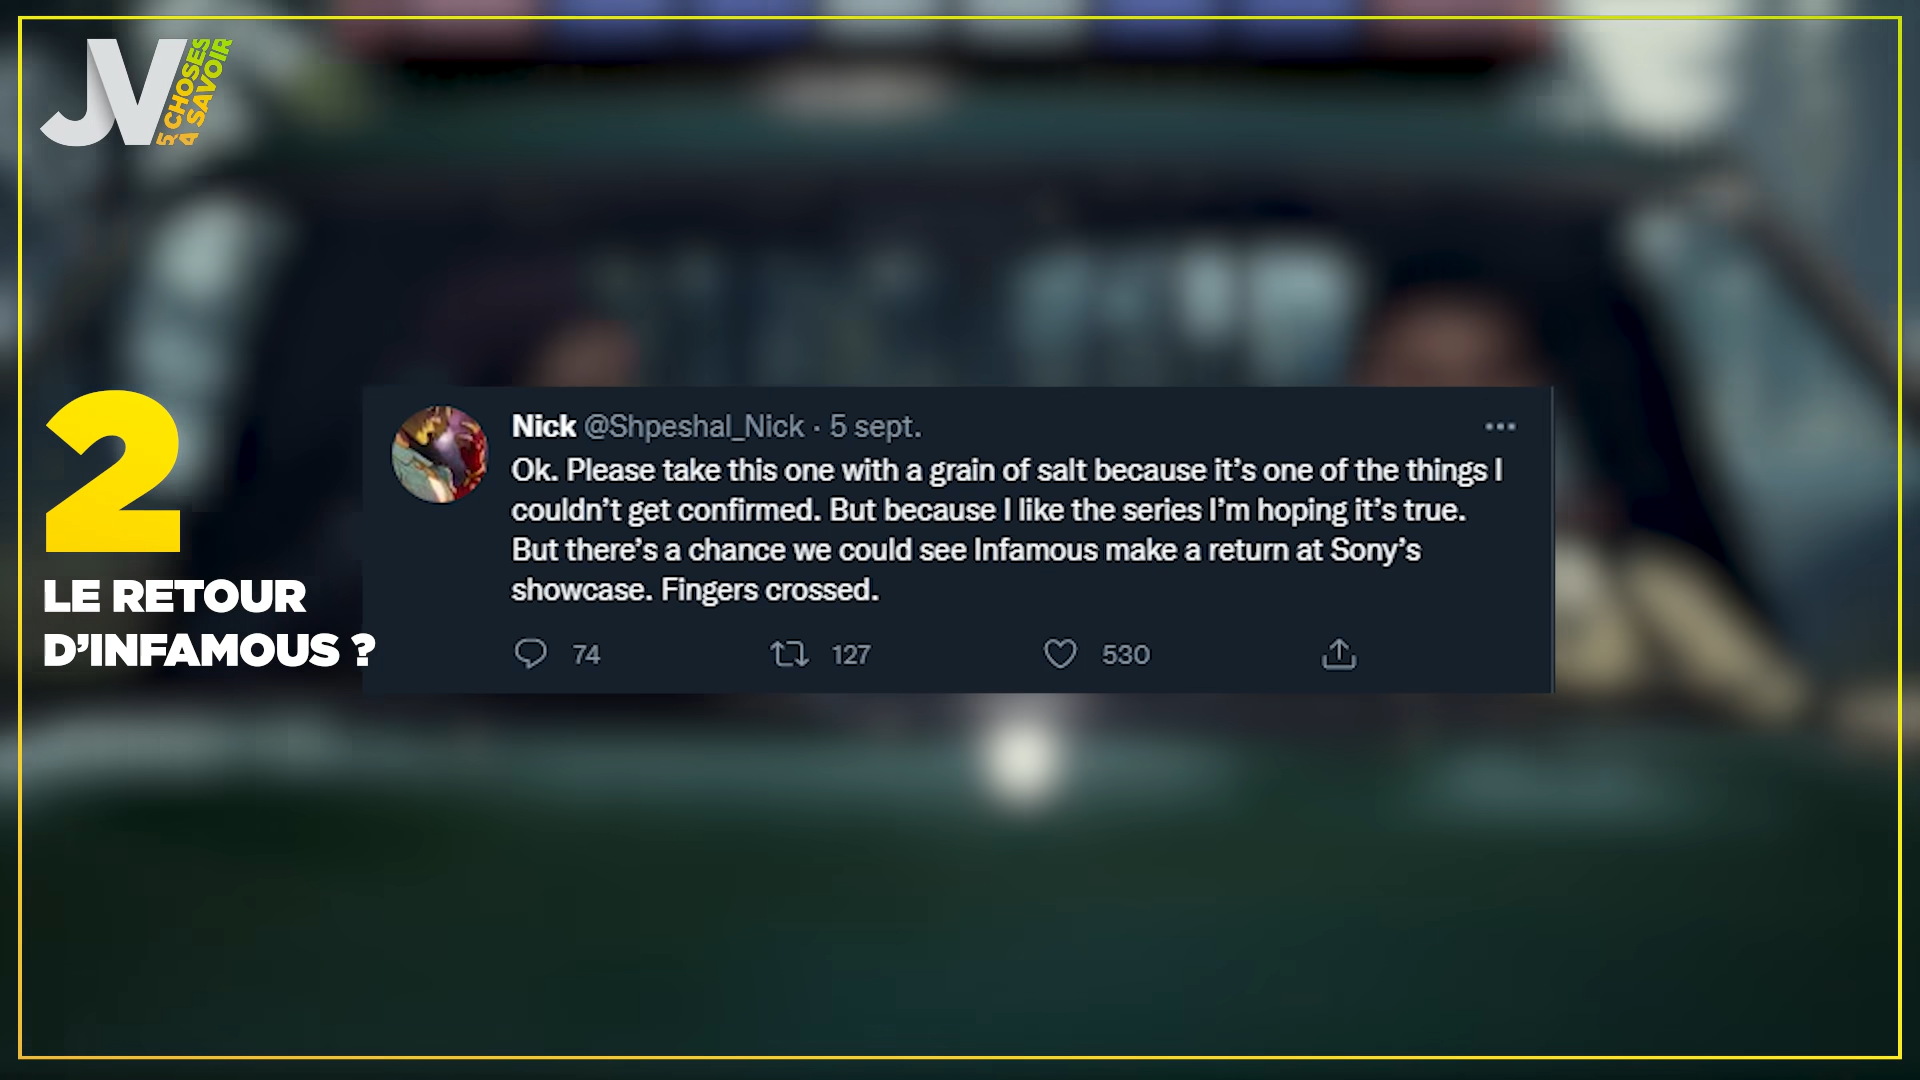 JV
5 CHOSES
À SAVOIR
2
LE RETOUR
D’INFAMOUS ?
Nick @Shpeshal_Nick · 5 sept.
Ok. Please take this one with a grain of salt because it’s one of the things I
couldn’t get confirmed. But because I like the series I’m hoping it’s true.
But there’s a chance we could see Infamous make a return at Sony’s
showcase. Fingers crossed.
74 127 530